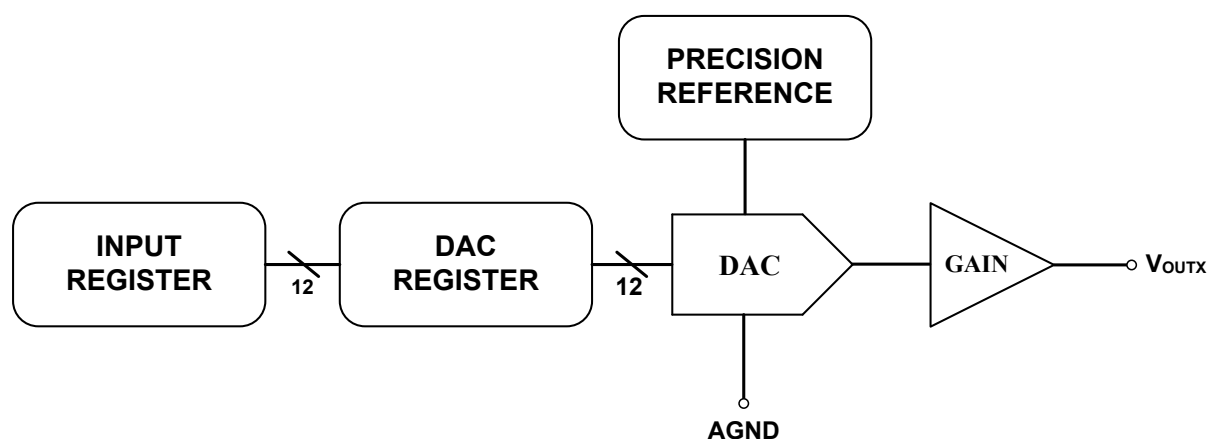 PRECISION
REFERENCE
INPUT
REGISTER
12
DAC
REGISTER
12
DAC
GAIN
VOUTX
AGND